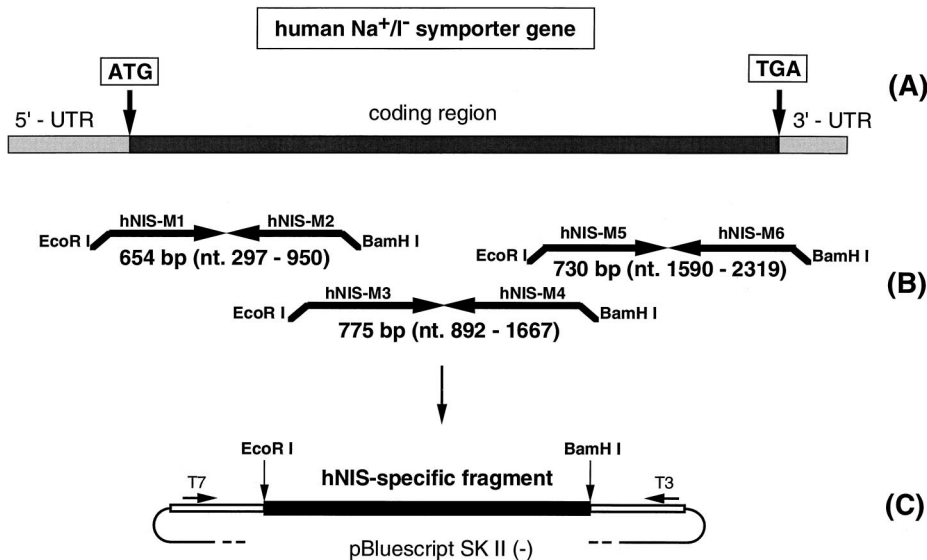 human Na+/I- symporter gene
ATG
TGA
(A)
5' - UTR
coding region
3' - UTR
hNIS-M1
hNIS-M2
EcoR I
BamH I
654 bp (nt. 297 - 950)
hNIS-M5
hNIS-M6
EcoR I
BamH I
730 bp (nt. 1590 - 2319)
(B)
hNIS-M3
hNIS-M4
EcoR I
BamH I
775 bp (nt. 892 - 1667)
EcoR I
BamH I
hNIS-specific fragment
T7
T3
(C)
pBluescript SK II (-)